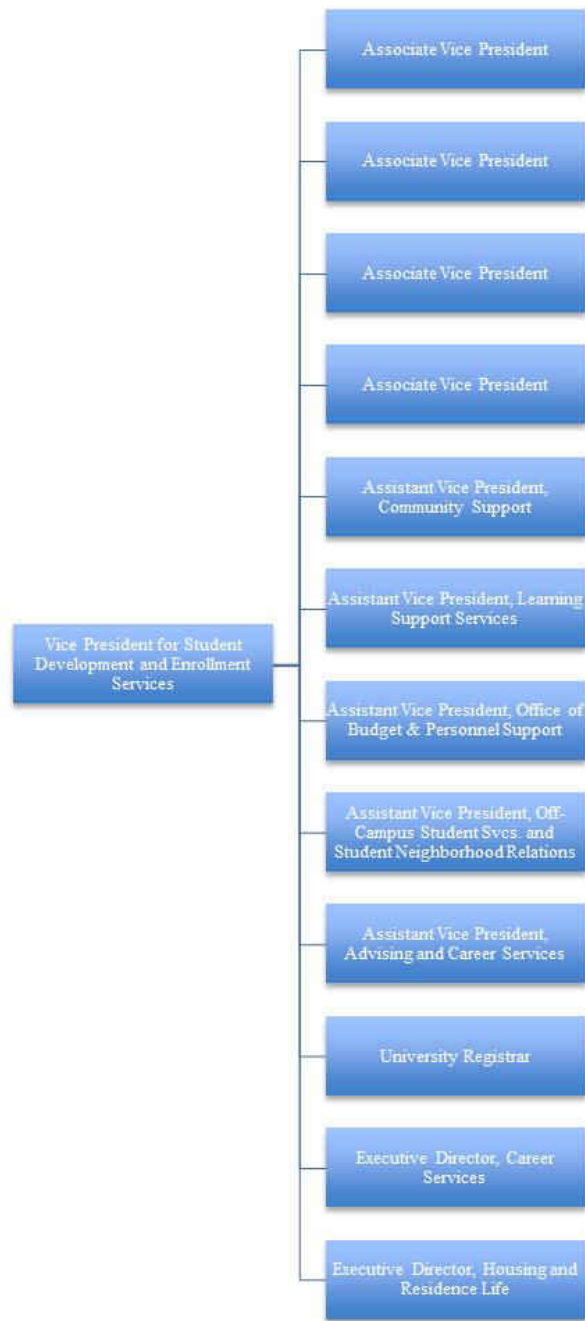 Associate Vice President
Associate Vice President
Associate Vice President
Associate Vice President
Assistant Vice President,
Community Support
Assistant Vice President, Learning
Support Services
Vice President for Student
Development and Enrollment
Services
Assistant Vice President, Office of
Budget & Personnel Support
Assistant Vice President, Off-
Campus Student Svcs. and
Student Neighborhood Relations
Assistant Vice President,
Advising and Career Services
University Registrar
Executive Director, Career
Services
Executive Director, Housing and
Residence Life